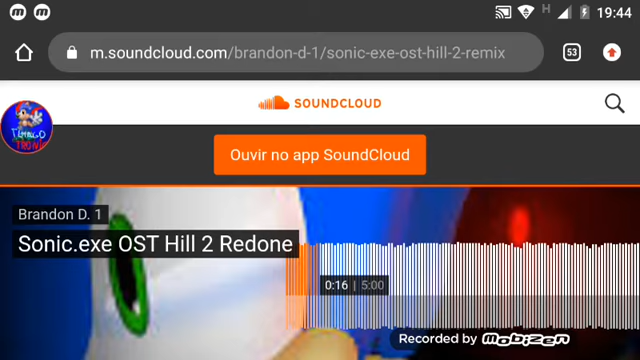 19:44
m.soundcloud.com/brandon-d-1/sonic-exe-ost-hill-2-remix
53
SOUNDCLOUD
Ouvir no app SoundCloud
Brandon D. 1
Sonic.exe OST Hill 2 Redone
0:16 | 5:00
Recorded by Mobizen